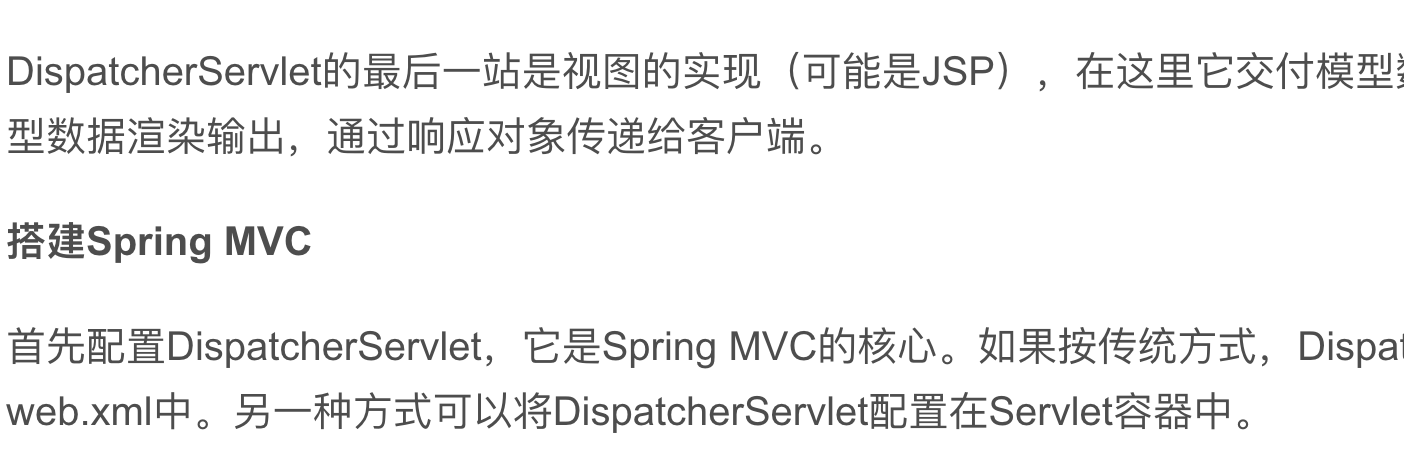 DispatcherServlet的最后一站是视图的实现（可能是JSP），在这里它交付模型
型数据渲染输出，通过响应对象传递给客户端。
搭建Spring MVC
首先配置DispatcherServlet，它是Spring MVC的核心。如果按传统方式，Dispat
web.xml中。另一种方式可以将DispatcherServlet配置在Servlet容器中。